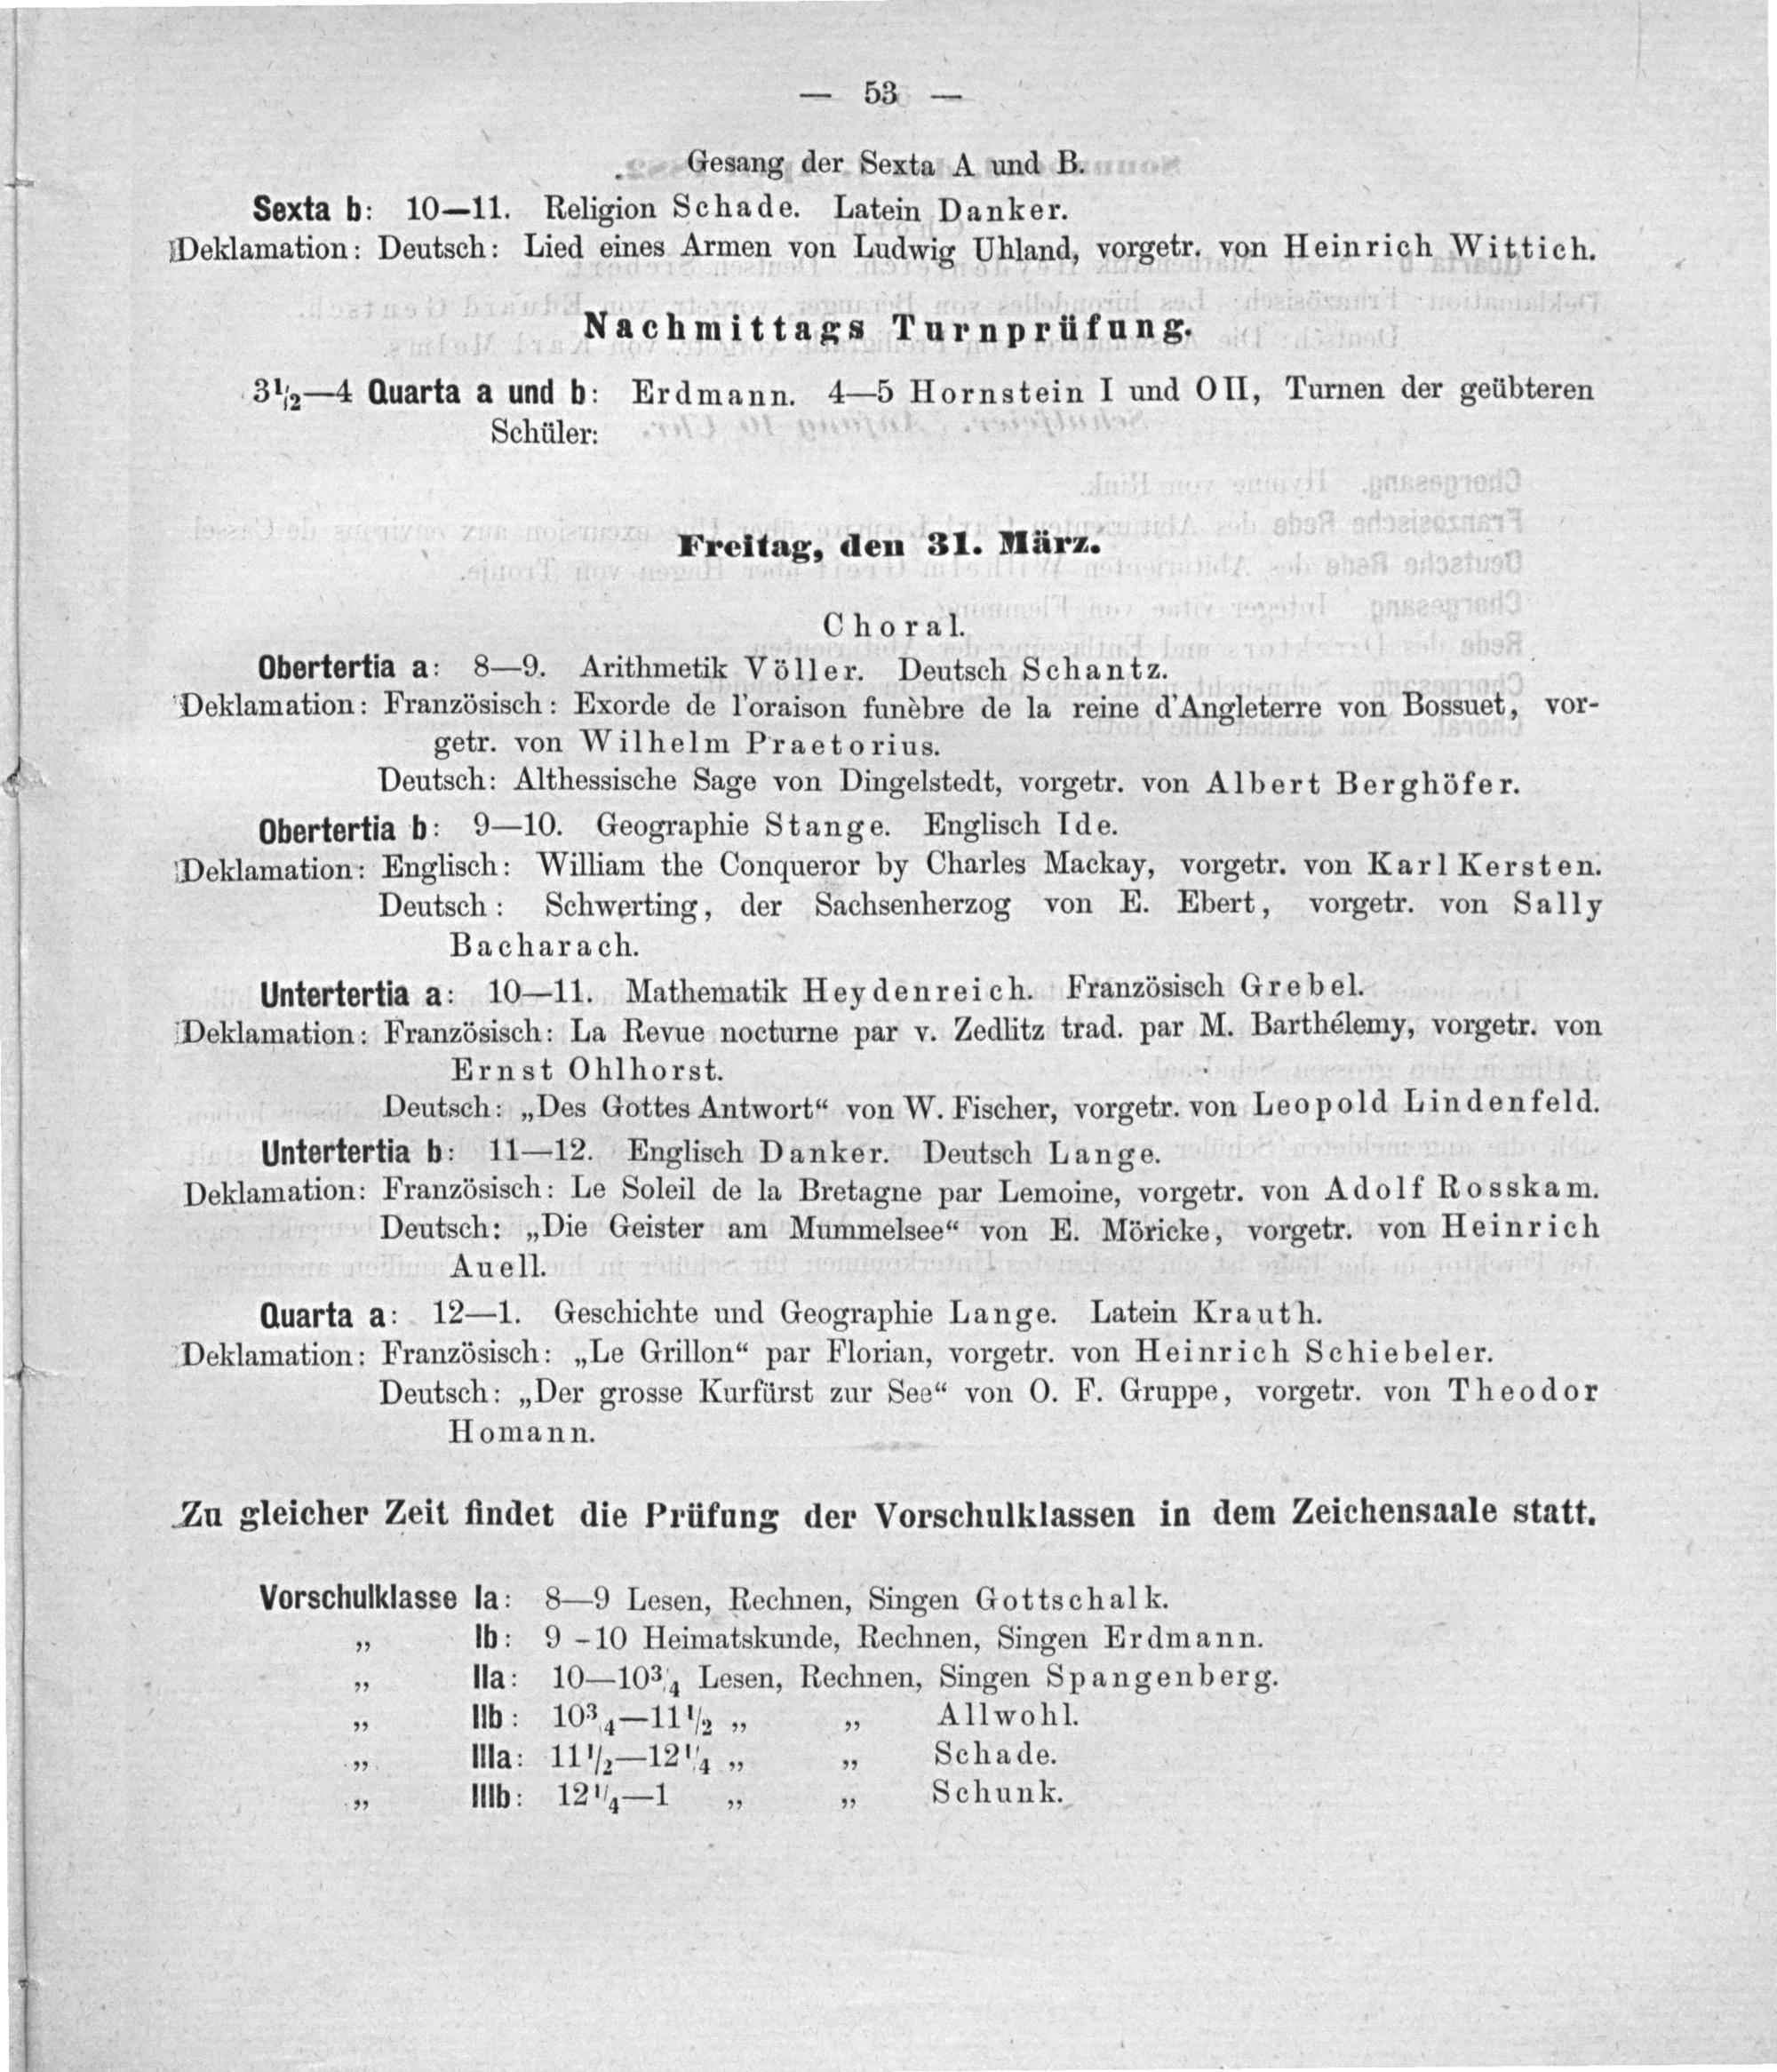 — 53 —
Gesang der Sexta A und B.
Sexta b: 10—11. Religion Schade. Latein Danker.
Deklamation: Deutsch: Lied eines Armen von Ludwig Uhland, vorgetr. von Heinrich Wittich.
Nachmittags Turnprüfung.
3½—4 Quarta a und b: Erdmann. 4—5 Hornstein I und OII, Turnen der geübteren
Schüler:
Freitag, den 31. März.
Choral.
Obertertia a: 8—9. Arithmetik Völler. Deutsch Schantz.
Deklamation: Französisch: Exorde de l'oraison funèbre de la reine d'Angleterre von Bossuet, vor-
getr. von Wilhelm Praetorius.
Deutsch: Althessische Sage von Dingelstedt, vorgetr. von Albert Berghöfer.
Obertertia b: 9—10. Geographie Stange. Englisch Ide.
Deklamation: Englisch: William the Conqueror by Charles Mackay, vorgetr. von Karl Kersten.
Deutsch: Schwerting, der Sachsenherzog von E. Ebert, vorgetr. von Sally
Bacharach.
Untertertia a: 10—11. Mathematik Heydenreich. Französisch Grebel.
Deklamation: Französisch: La Revue nocturne par v. Zedlitz trad. par M. Barthélemy, vorgetr. von
Ernst Ohlhorst.
Deutsch: „Des Gottes Antwort“ von W. Fischer, vorgetr. von Leopold Lindenfeld.
Untertertia b: 11—12. Englisch Danker. Deutsch Lange.
Deklamation: Französisch: Le Soleil de la Bretagne par Lemoine, vorgetr. von Adolf Rosskam.
Deutsch: „Die Geister am Mummelsee“ von E. Möricke, vorgetr. von Heinrich
Auell.
Quarta a: 12—1. Geschichte und Geographie Lange. Latein Krauth.
Deklamation: Französisch: „Le Grillon“ par Florian, vorgetr. von Heinrich Schiebeler.
Deutsch: „Der grosse Kurfürst zur See“ von O. F. Gruppe, vorgetr. von Theodor
Homann.
Zu gleicher Zeit findet die Prüfung der Vorschulklassen in dem Zeichensaale statt.
Vorschulklasse Ia: 8—9 Lesen, Rechnen, Singen Gottschalk.
„ Ib: 9-10 Heimatskunde, Rechnen, Singen Erdmann.
„ IIa: 10—10¾ Lesen, Rechnen, Singen Spangenberg.
„ IIb: 10¾—11½ „ „ Allwohl.
„ IIIa: 11½—12¼ „ „ Schade.
„ IIIb: 12¼—1 „ „ Schunk.